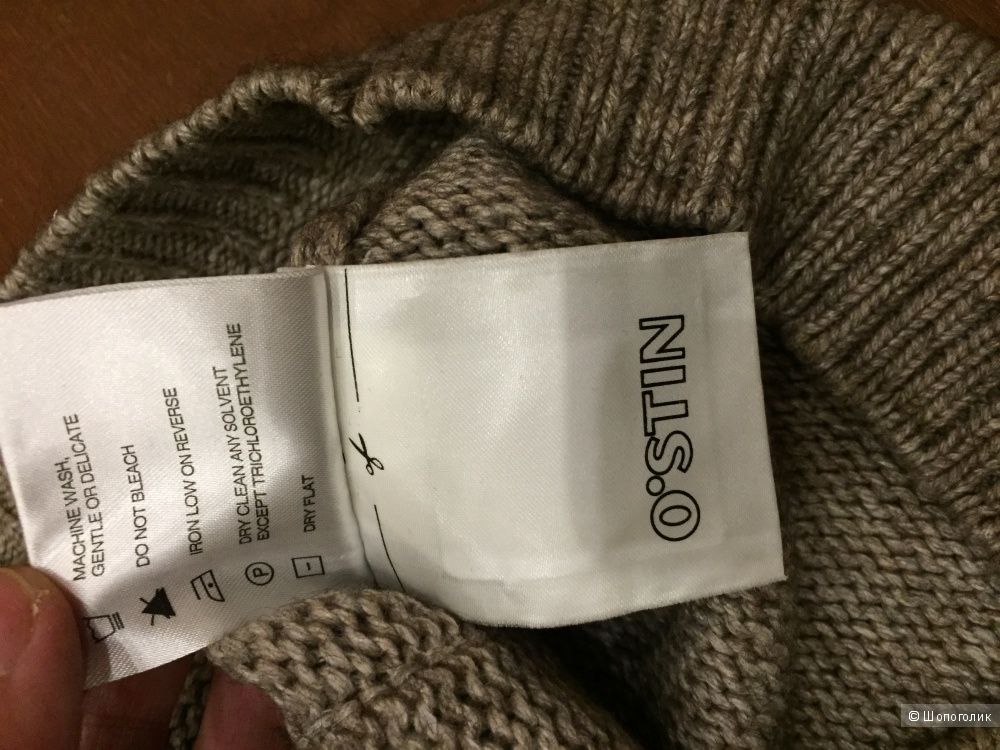 MACHINE WASH,
GENTLE OR DELICATE
DO NOT BLEACH
IRON LOW ON REVERSE
DRY CLEAN ANY SOLVENT
EXCEPT TRICHLOROETHYLENE
P
DRY FLAT
O'STIN
© Шопоголик